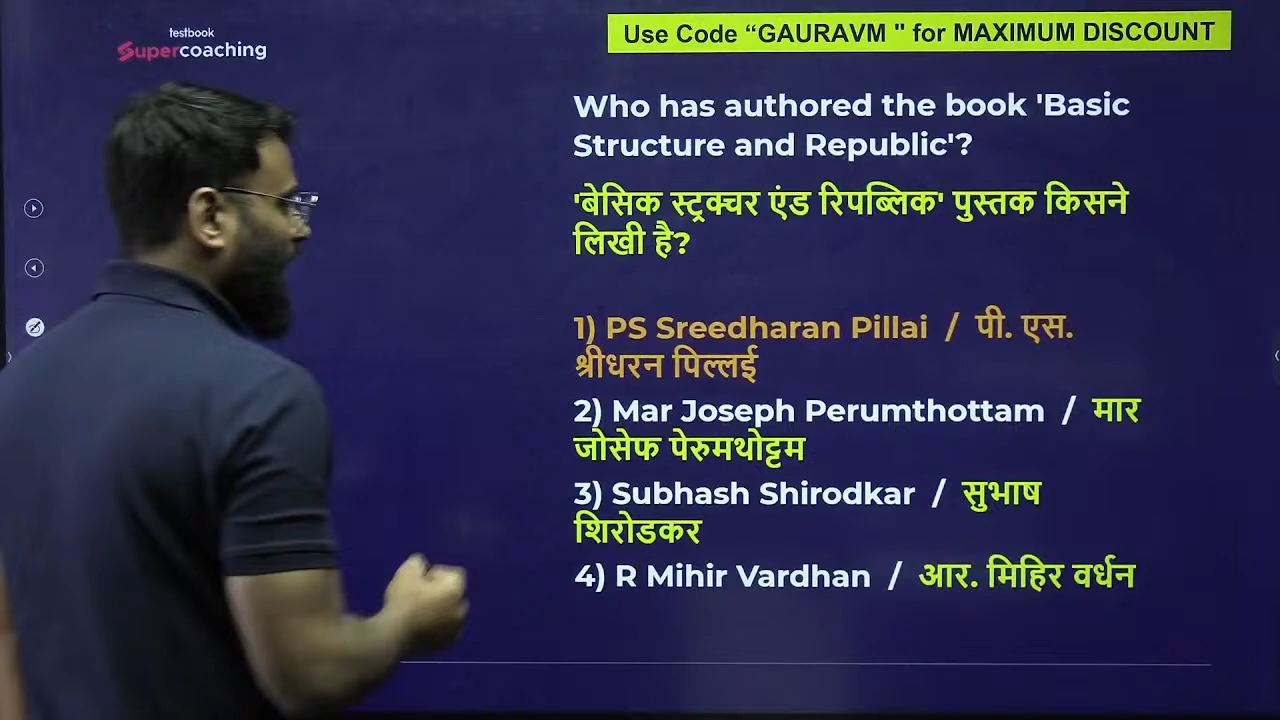 testbook
Supercoaching
Use Code “GAURAVM " for MAXIMUM DISCOUNT
Who has authored the book 'Basic
Structure and Republic'?
'बेसिक स्ट्रक्चर एंड रिपब्लिक' पुस्तक किसने
लिखी है?
1) PS Sreedharan Pillai / पी. एस.
श्रीधरन पिल्लई
2) Mar Joseph Perumthottam / मार
जोसेफ पेरुमथोट्टम
3) Subhash Shirodkar / सुभाष
शिरोडकर
4) R Mihir Vardhan / आर. मिहिर वर्धन